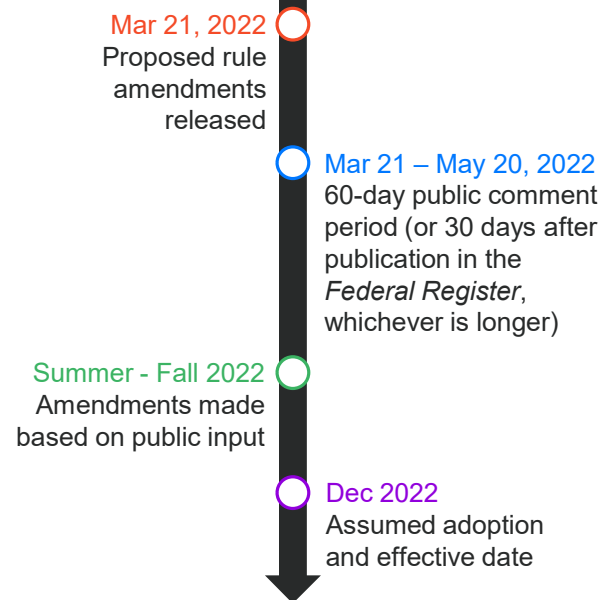 Mar 21, 2022
Proposed rule
amendments
released
Mar 21 – May 20, 2022
60-day public comment
period (or 30 days after
publication in the
Federal Register,
whichever is longer)
Summer - Fall 2022
Amendments made
based on public input
Dec 2022
Assumed adoption
and effective date